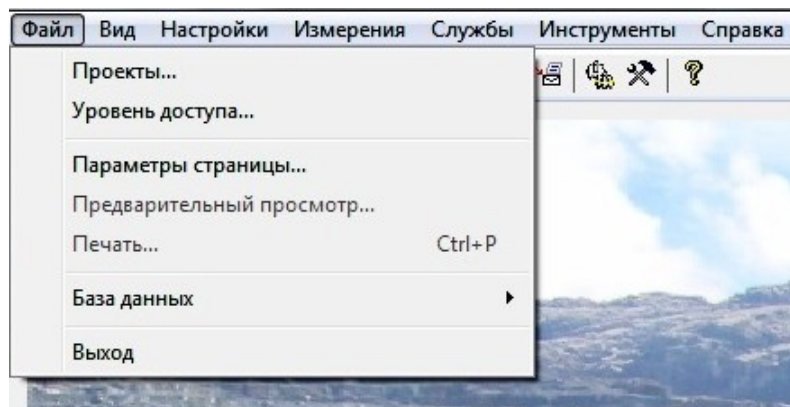 Файл Вид Настройки Измерения Службы Инструменты Справка
Проекты...
Уровень доступа...
Параметры страницы...
Предварительный просмотр...
Печать... Ctrl+P
База данных
Выход